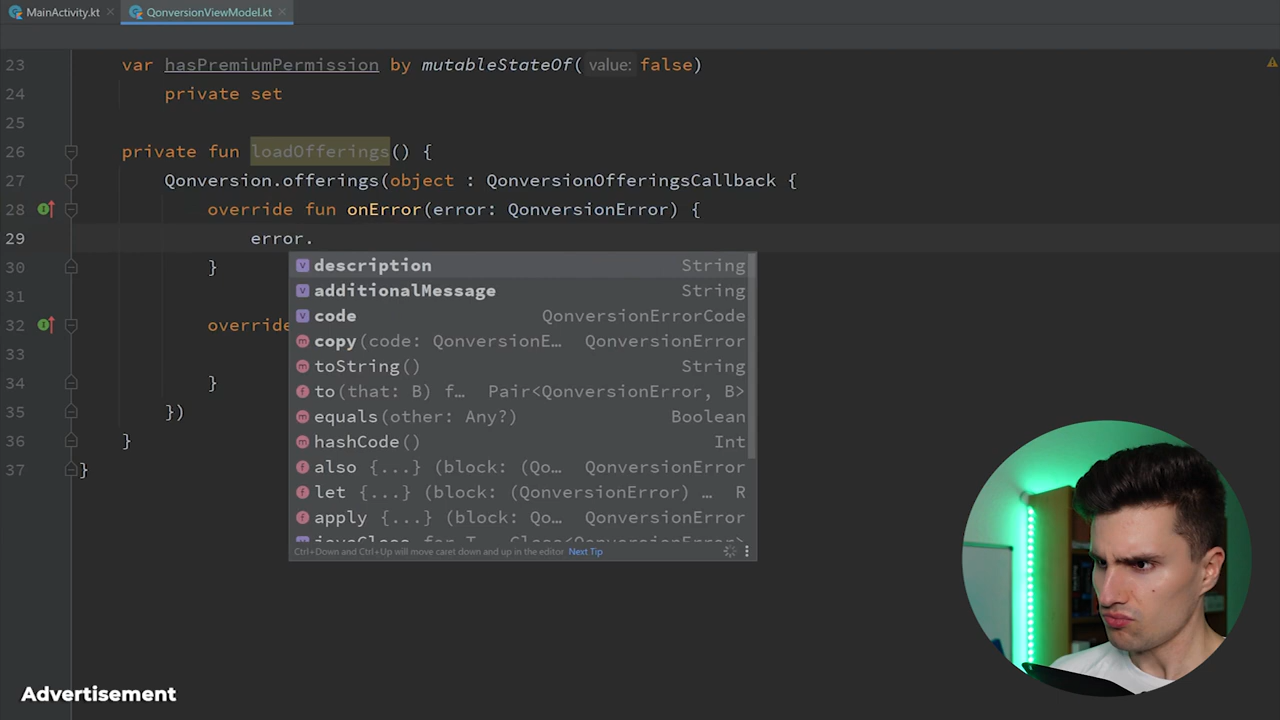 MainActivity.kt
QonversionViewModel.kt
23 var hasPremiumPermission by mutableStateOf( value: false)
24 private set
25
26 private fun loadOfferings() {
27 Qonversion.offerings(object : QonversionOfferingsCallback {
28 override fun onError(error: QonversionError) {
29 error.
30 }
31
32 override
33
34 }
35 })
36 }
37 }
description String
additionalMessage String
code QonversionErrorCode
copy(code: QonversionE… QonversionError
toString() String
to(that: B) f… Pair<QonversionError, B>
equals(other: Any?) Boolean
hashCode() Int
also {...} (block: (Qo… QonversionError
let {...} (block: (QonversionError) … R
apply {...} (block: Qo… QonversionError
javaClass for T… Class<QonversionError>
Ctrl+Down and Ctrl+Up will move caret down and up in the editor Next Tip
Advertisement